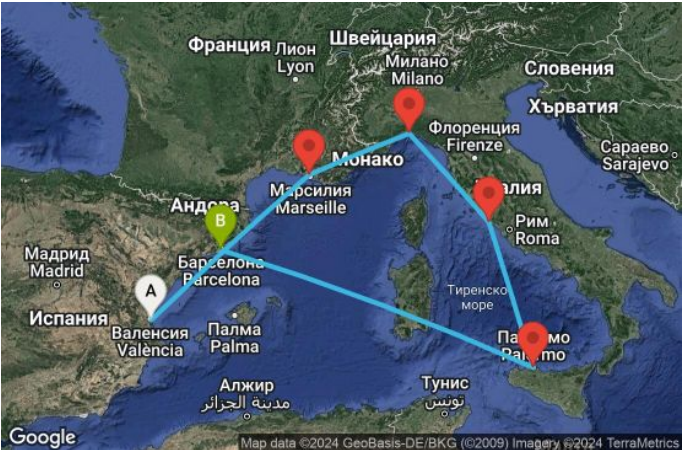 Франция
Лион
Lyon
Швейцария
Милано
Milano
Словения
Хърватия
Флоренция
Firenze
Сараево
Sarajevo
Монако
Марсилия
Marseille
Андора
B
Рим
Roma
Мадрид
Madrid
Барселона
Barcelona
A
Тиренско
море
Испания
Валенсия
València
Палма
Palma
Алжир
مدينة الجزائر
Тунис
تونس
Google
Map data ©2024 GeoBasis-DE/BKG (©2009) Imagery ©2024 TerraMetrics